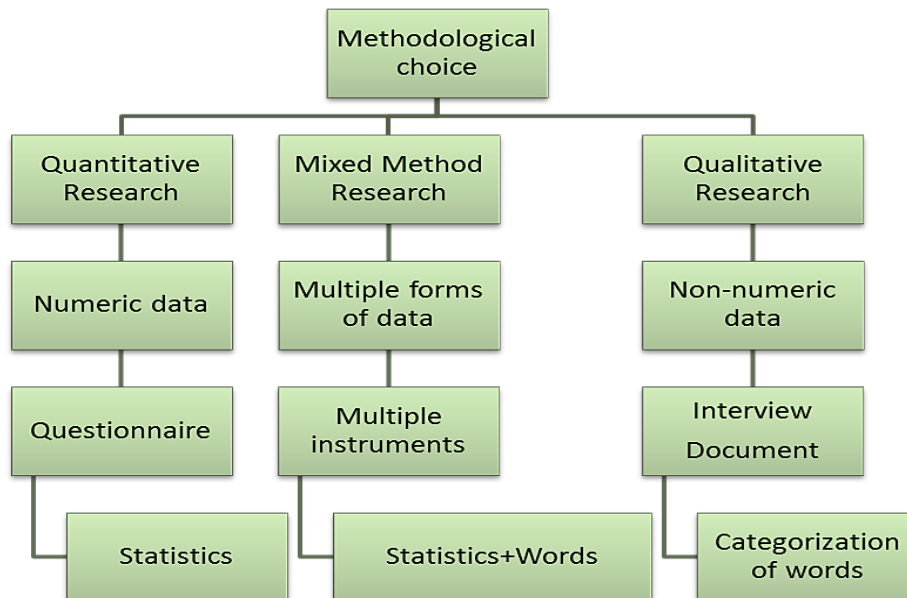 Methodological
choice
Quantitative
Research
Mixed Method
Research
Qualitative
Research
Numeric data
Multiple forms
of data
Non-numeric
data
Questionnaire
Multiple
instruments
Interview
Document
Statistics
Statistics+Words
Categorization
of words